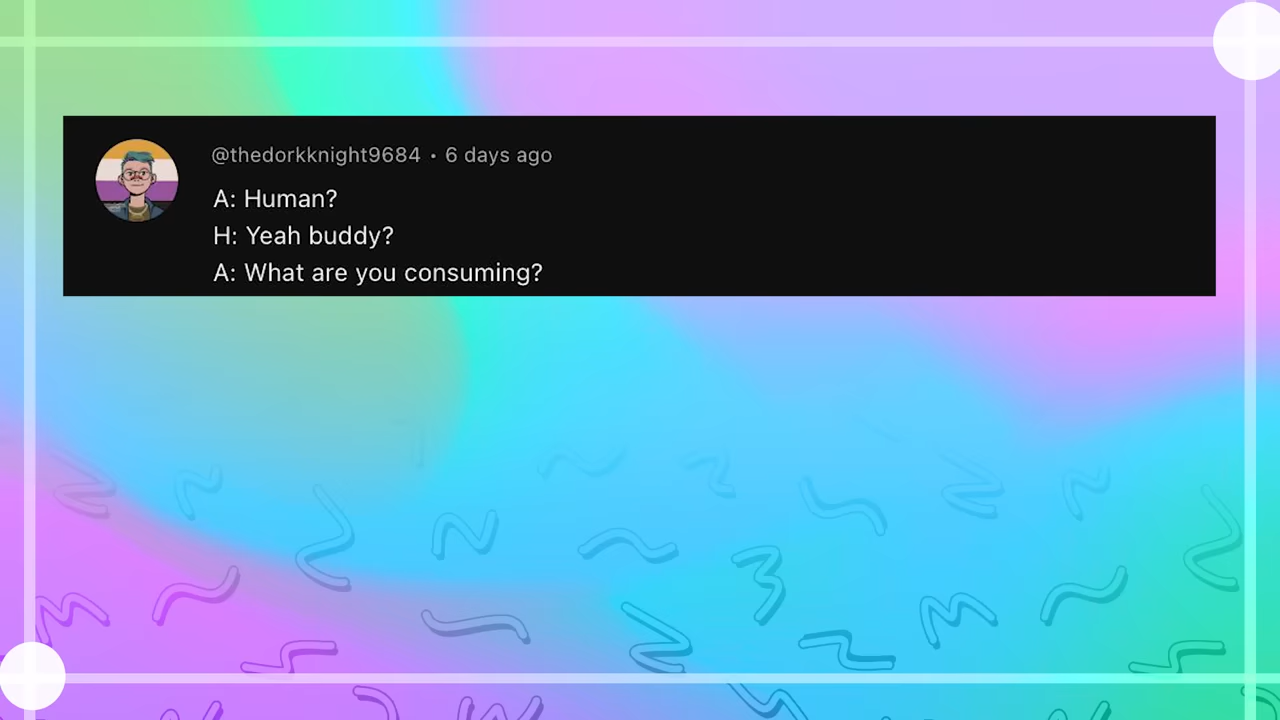 @thedorkknight9684 • 6 days ago
A: Human?
H: Yeah buddy?
A: What are you consuming?